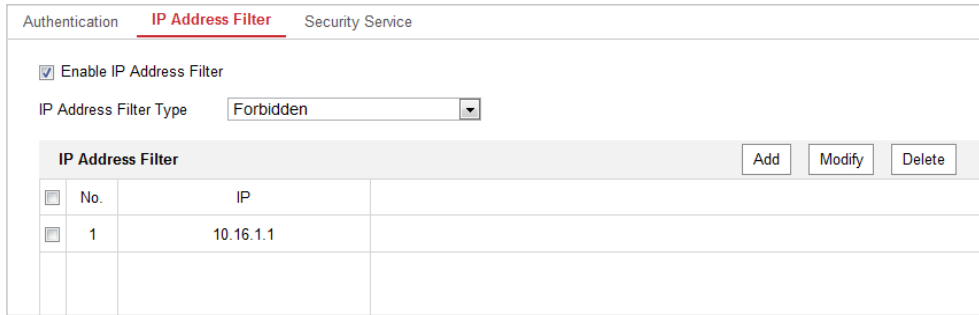 Authentication IP Address Filter Security Service
Enable IP Address Filter
IP Address Filter Type Forbidden
IP Address Filter Add Modify Delete
No. IP
1 10.16.1.1